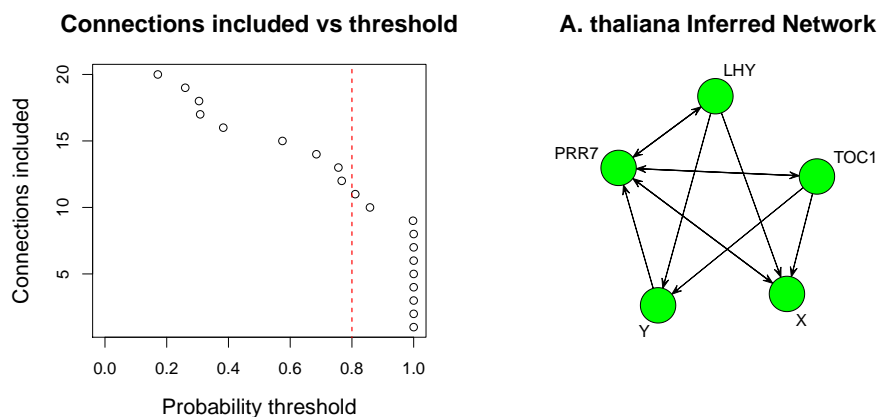 Connections included vs threshold
Connections included
5
10
15
20
0.0
0.2
0.4
0.6
0.8
1.0
Probability threshold
A. thaliana Inferred Network
LHY
PRR7
TOC1
Y
X